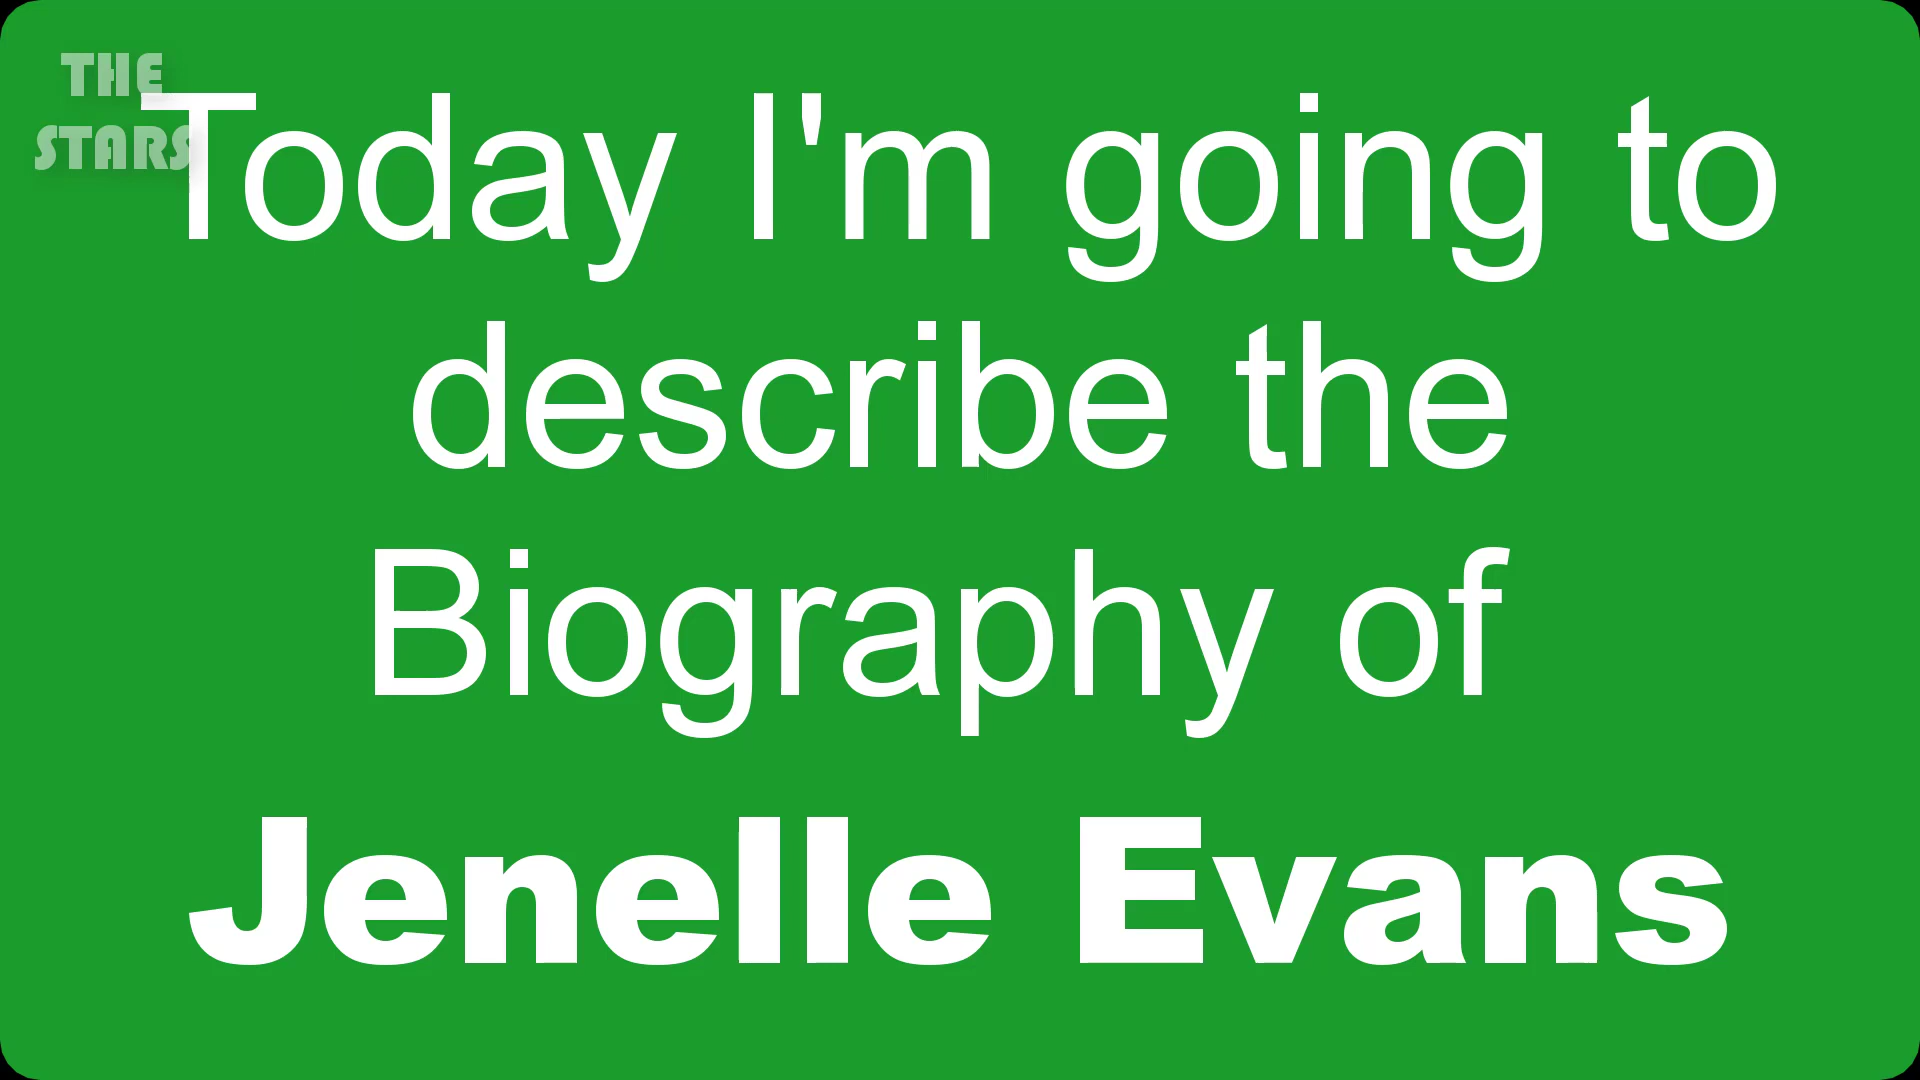 THE
STARS
Today I'm going to
describe the
Biography of
Jenelle Evans